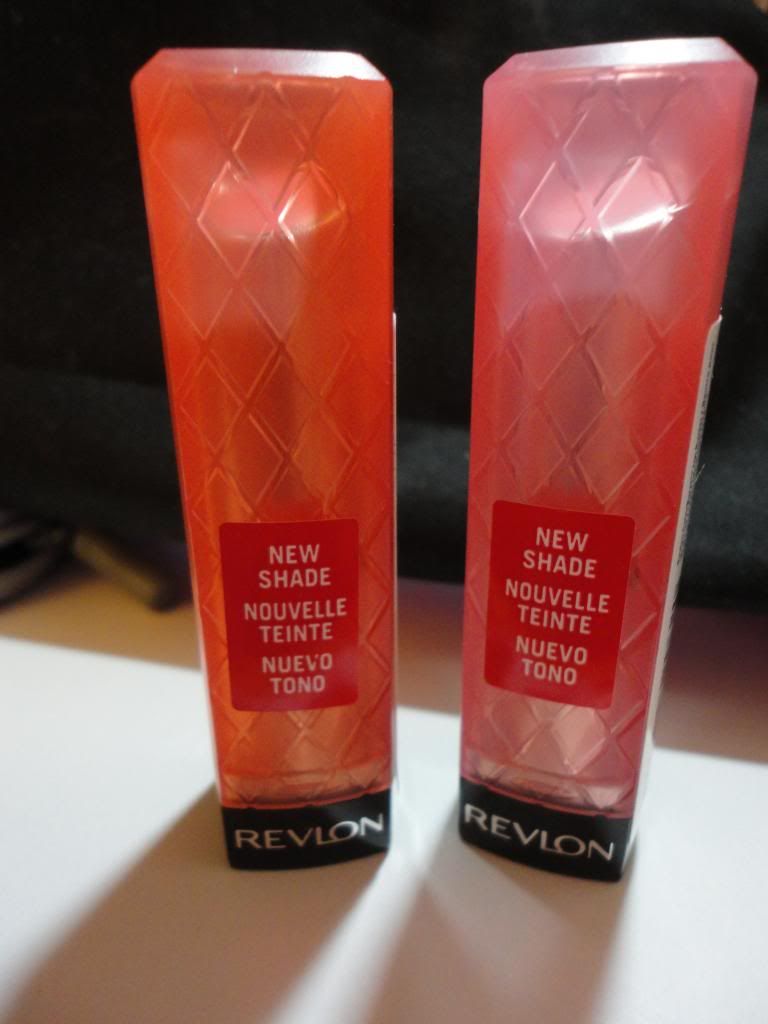 NEW
SHADE
NOUVELLE
TEINTE
NUEVO
TONO
REVLON
NEW
SHADE
NOUVELLE
TEINTE
NUEVO
TONO
REVLON